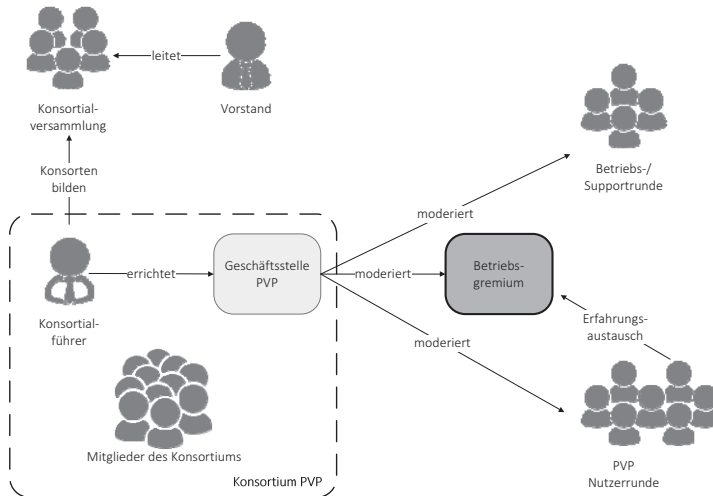 leitet
Konsortial-
versammlung
Vorstand
Konsorten
bilden
Betriebs-/
Supportrunde
moderiert
Konsortial-
führer
errichtet
Geschäftsstelle
PVP
moderiert
Betriebs-
gremium
Erfahrungs-
austausch
moderiert
Mitglieder des Konsortiums
Konsortium PVP
PVP
Nutzerrunde